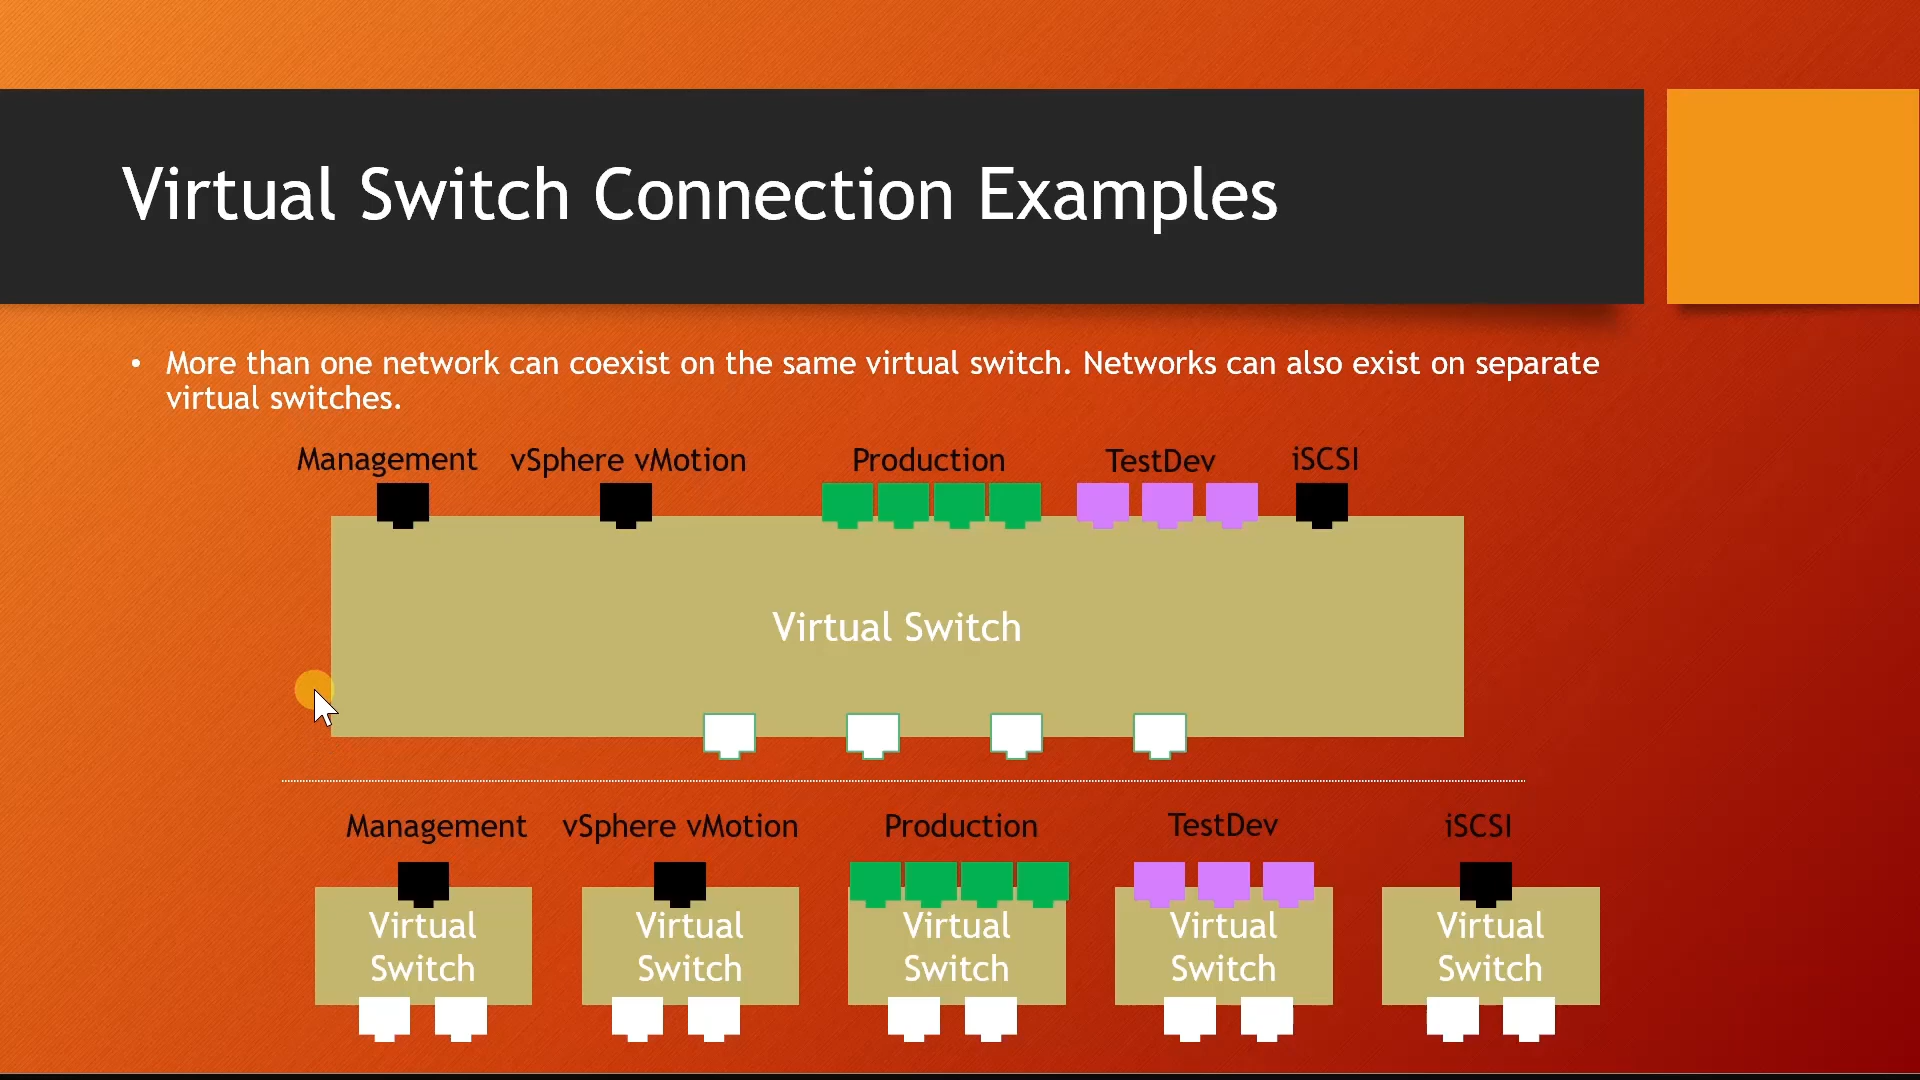 Virtual Switch Connection Examples
• More than one network can coexist on the same virtual switch. Networks can also exist on separate
virtual switches.
Management vSphere vMotion Production TestDev iSCSI
Virtual Switch
Management vSphere vMotion Production TestDev iSCSI
Virtual Virtual Virtual Virtual Virtual
Switch Switch Switch Switch Switch